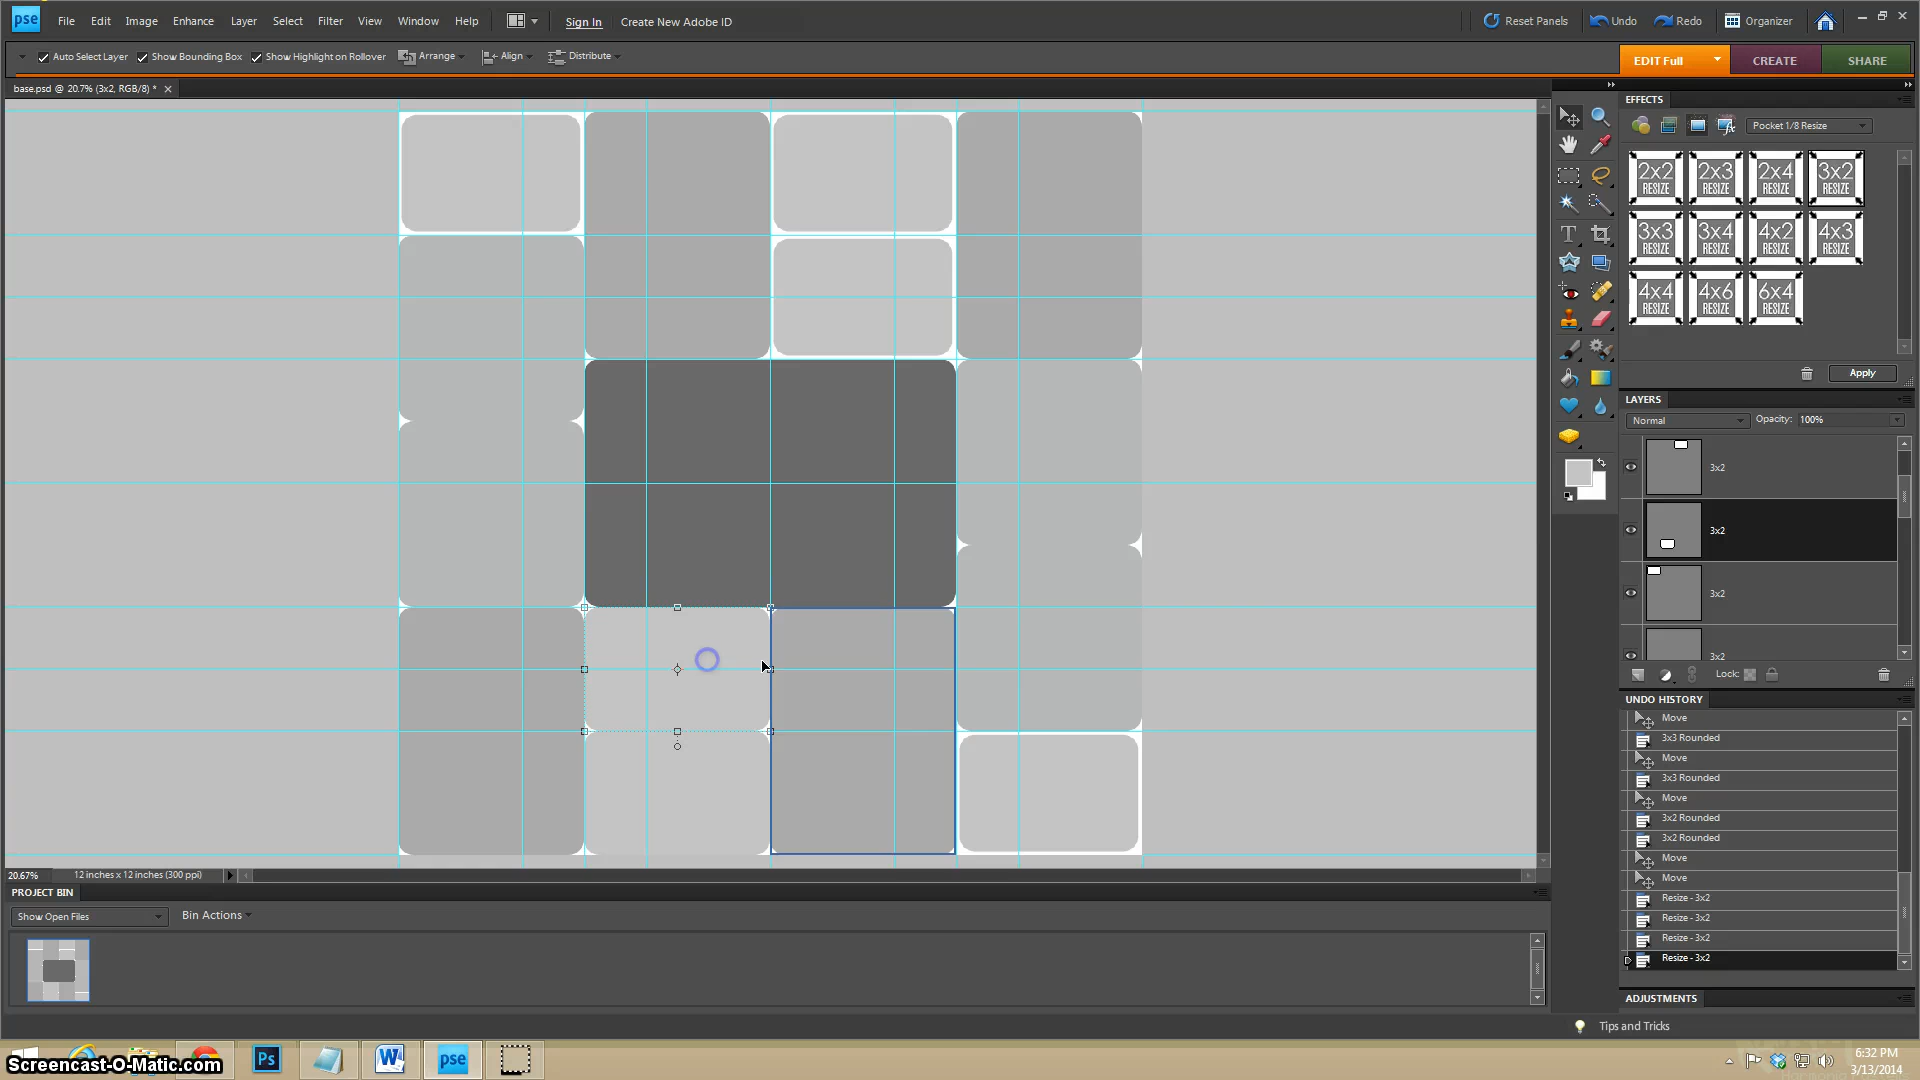 pse File Edit Image Enhance Layer Select Filter View Window Help Sign In Create New Adobe ID Reset Panels Undo Redo Organizer
Auto Select Layer Show Bounding Box Show Highlight on Rollover Arrange Align Distribute EDIT Full CREATE SHARE
base.psd @ 20.7% (3x2, RGB/8) *
EFFECTS
Pocket 1/8 Resize
2x2 RESIZE 2x3 RESIZE 2x4 RESIZE 3x2 RESIZE
3x3 RESIZE 3x4 RESIZE 4x2 RESIZE 4x3 RESIZE
4x4 RESIZE 4x6 RESIZE 6x4 RESIZE
Apply
LAYERS
Normal Opacity: 100%
3x2
3x2
3x2
3x2
Lock:
UNDO HISTORY
Move
3x3 Rounded
Move
3x3 Rounded
Move
3x2 Rounded
3x2 Rounded
Move
Move
Resize - 3x2
Resize - 3x2
Resize - 3x2
Resize - 3x2
ADJUSTMENTS
20.67% 12 inches x 12 inches (300 ppi)
PROJECT BIN
Show Open Files Bin Actions
Tips and Tricks
Screencast-O-Matic.com
Ps W pse
6:32 PM
3/13/2014